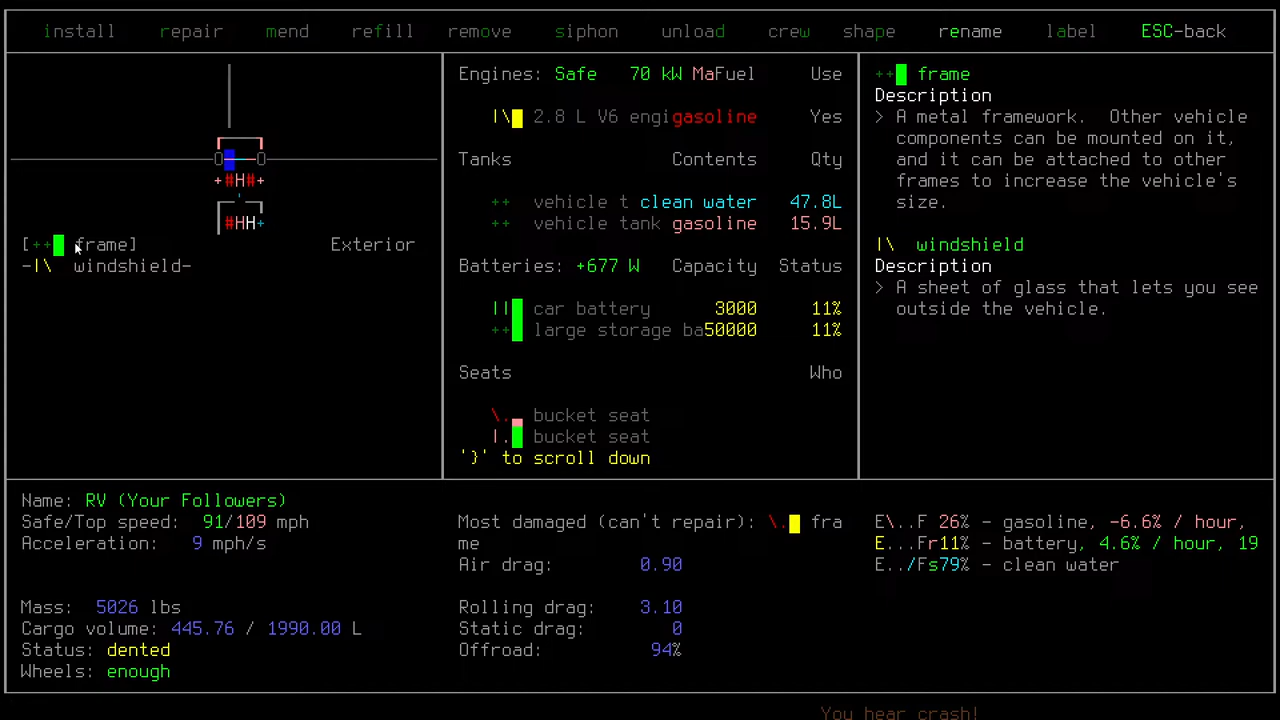 install repair mend refill remove siphon unload crew shape rename label ESC-back
[++ frame] Exterior
-|\ windshield-
Engines: Safe 70 kW MaFuel Use
|\ 2.8 L V6 engigasoline Yes
Tanks Contents Qty
++ vehicle t clean water 47.8L
++ vehicle tank gasoline 15.9L
Batteries: +677 W Capacity Status
|| car battery 3000 11%
++ large storage ba50000 11%
Seats Who
\. bucket seat
|. bucket seat
'}' to scroll down
++ frame
Description
> A metal framework. Other vehicle
components can be mounted on it,
and it can be attached to other
frames to increase the vehicle's
size.
|\ windshield
Description
> A sheet of glass that lets you see
outside the vehicle.
Name: RV (Your Followers)
Safe/Top speed: 91/109 mph
Acceleration: 9 mph/s
Mass: 5026 lbs
Cargo volume: 445.76 / 1990.00 L
Status: dented
Wheels: enough
Most damaged (can't repair): \. fra
me
Air drag: 0.90
Rolling drag: 3.10
Static drag: 0
Offroad: 94%
E\..F 26% - gasoline, -6.6% / hour,
E...Fr11% - battery, 4.6% / hour, 19
E../Fs79% - clean water
You hear crash!